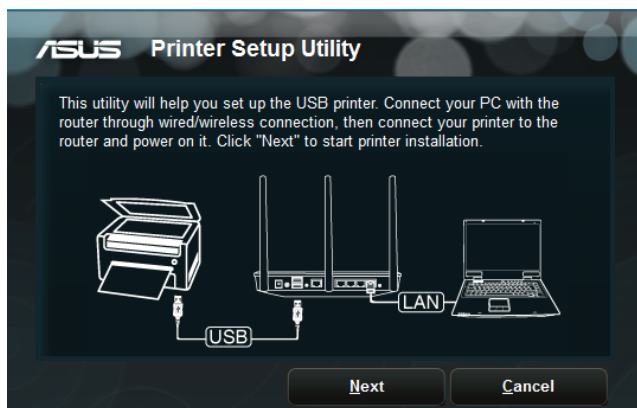 ASUS Printer Setup Utility
This utility will help you set up the USB printer. Connect your PC with the
router through wired/wireless connection, then connect your printer to the
router and power on it. Click "Next" to start printer installation.
LAN
USB
Next Cancel